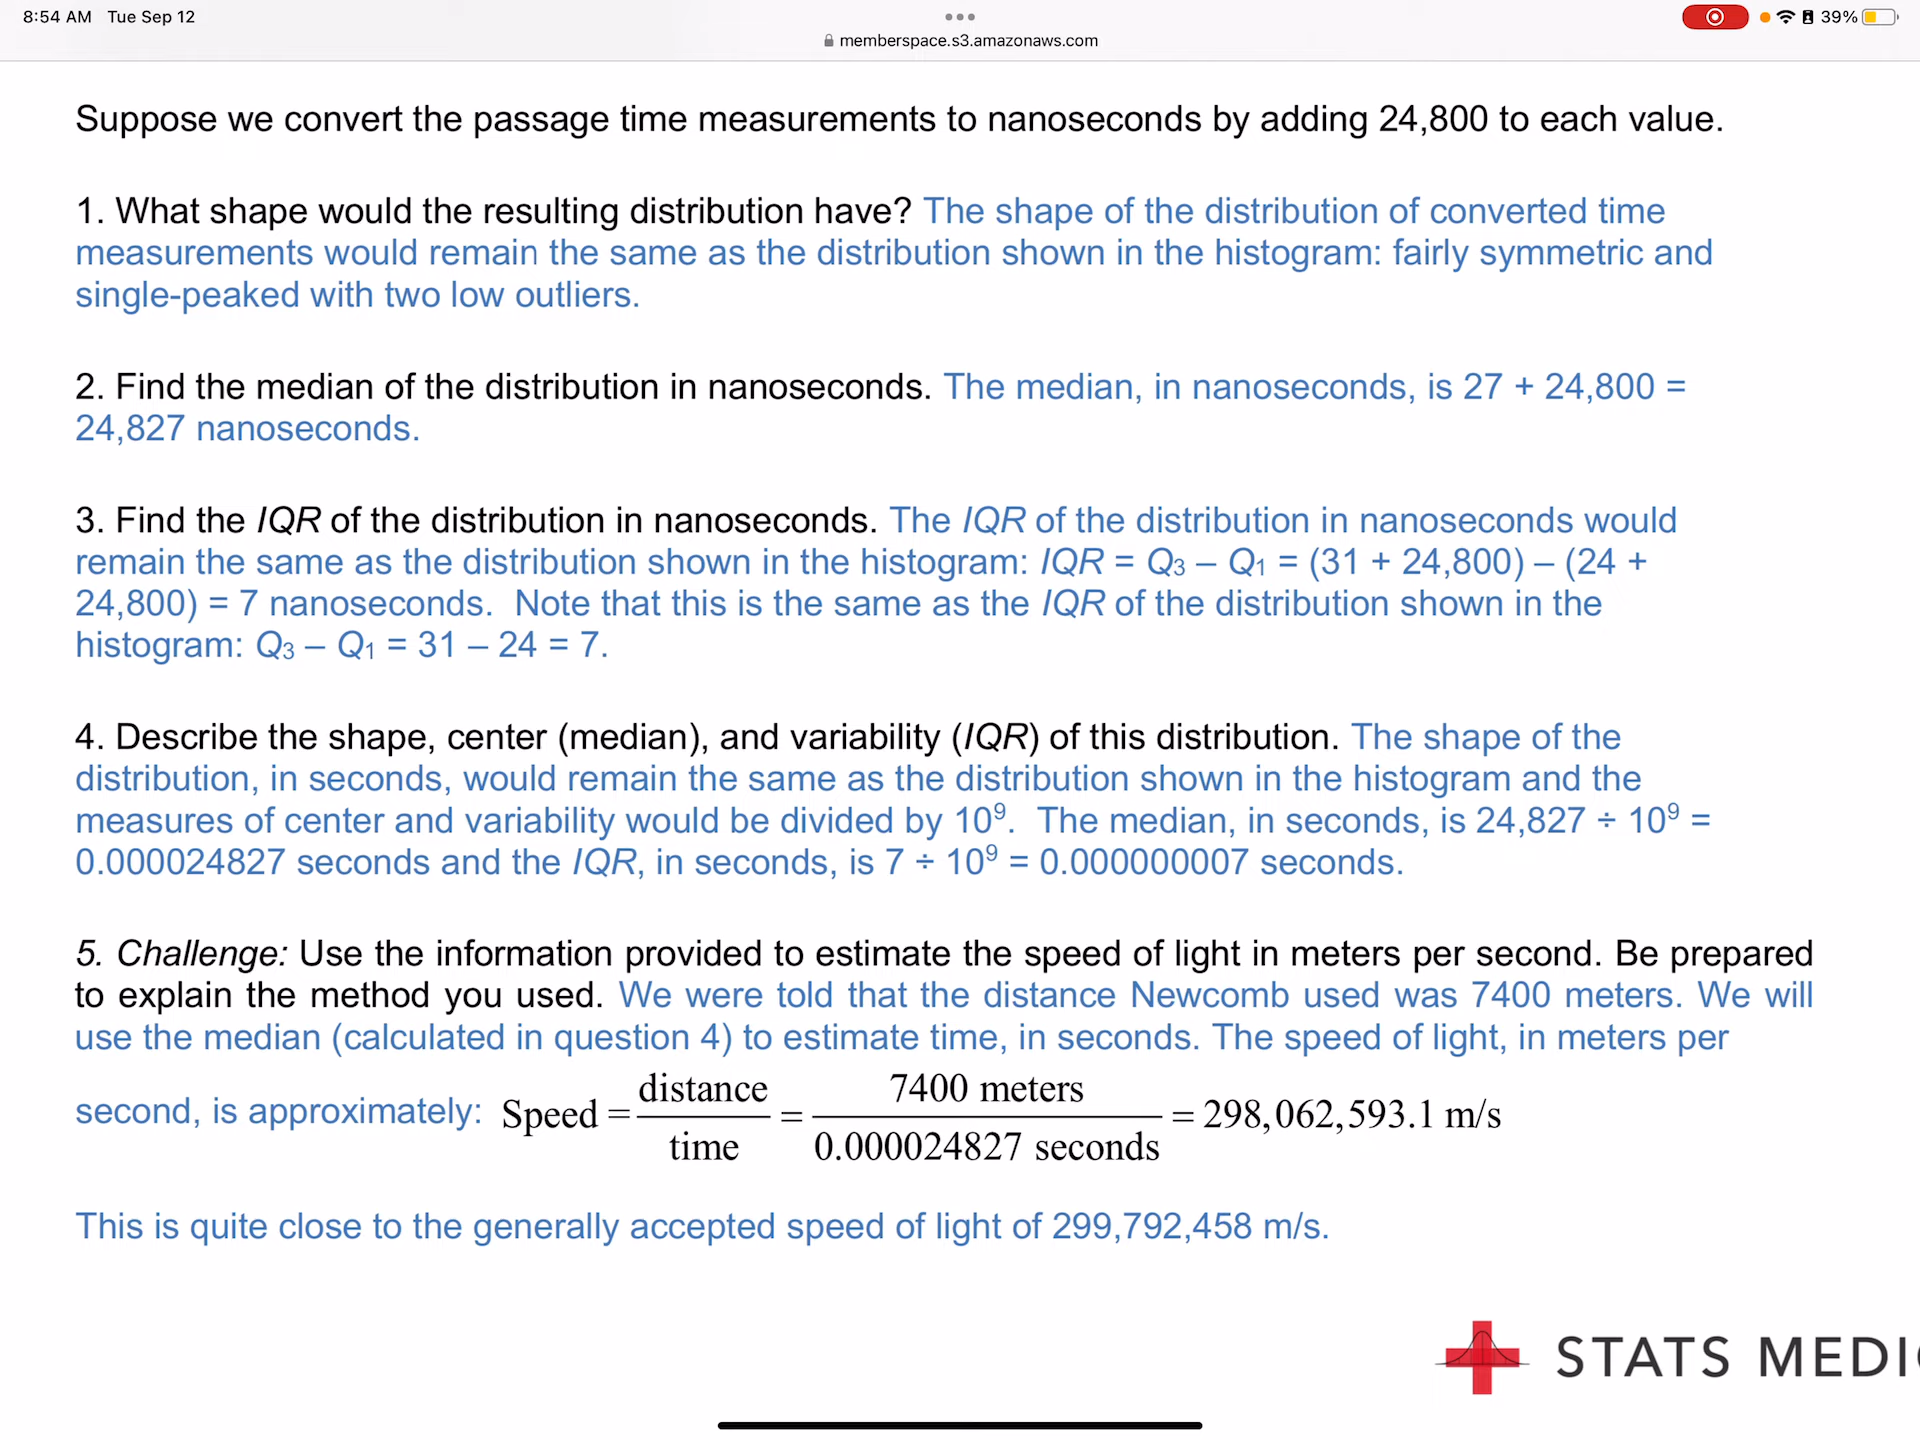 8:54 AM Tue Sep 12
39%
memberspace.s3.amazonaws.com
Suppose we convert the passage time measurements to nanoseconds by adding 24,800 to each value.
1. What shape would the resulting distribution have? The shape of the distribution of converted time
measurements would remain the same as the distribution shown in the histogram: fairly symmetric and
single-peaked with two low outliers.
2. Find the median of the distribution in nanoseconds. The median, in nanoseconds, is 27 + 24,800 =
24,827 nanoseconds.
3. Find the IQR of the distribution in nanoseconds. The IQR of the distribution in nanoseconds would
remain the same as the distribution shown in the histogram: IQR = Q₃ – Q₁ = (31 + 24,800) – (24 +
24,800) = 7 nanoseconds. Note that this is the same as the IQR of the distribution shown in the
histogram: Q₃ – Q₁ = 31 – 24 = 7.
4. Describe the shape, center (median), and variability (IQR) of this distribution. The shape of the
distribution, in seconds, would remain the same as the distribution shown in the histogram and the
measures of center and variability would be divided by 10⁹. The median, in seconds, is 24,827 ÷ 10⁹ =
0.000024827 seconds and the IQR, in seconds, is 7 ÷ 10⁹ = 0.000000007 seconds.
5. Challenge: Use the information provided to estimate the speed of light in meters per second. Be prepared
to explain the method you used. We were told that the distance Newcomb used was 7400 meters. We will
use the median (calculated in question 4) to estimate time, in seconds. The speed of light, in meters per
second, is approximately: Speed = distance / time = 7400 meters / 0.000024827 seconds = 298,062,593.1 m/s
This is quite close to the generally accepted speed of light of 299,792,458 m/s.
STATS MEDI